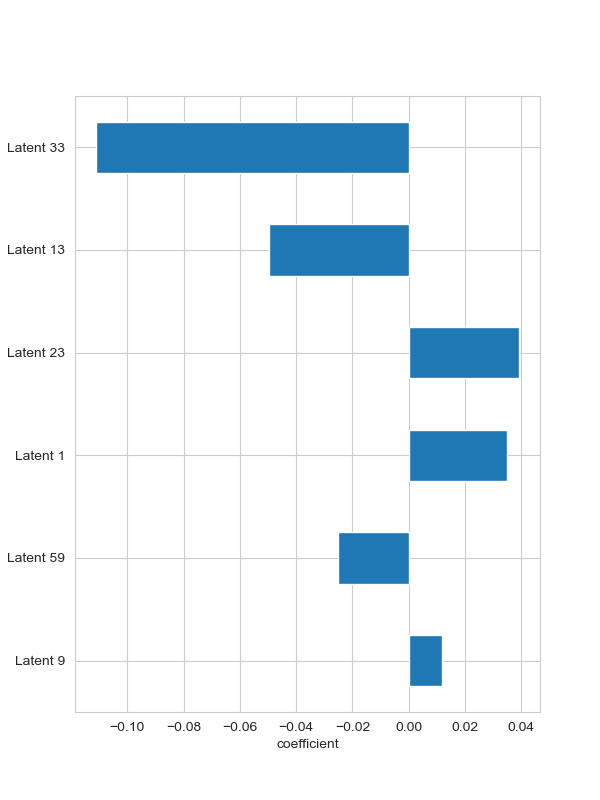 Latent 33
Latent 13
Latent 23
Latent 1
Latent 59
Latent 9
−0.10 −0.08 −0.06 −0.04 −0.02 0.00 0.02 0.04
coefficient